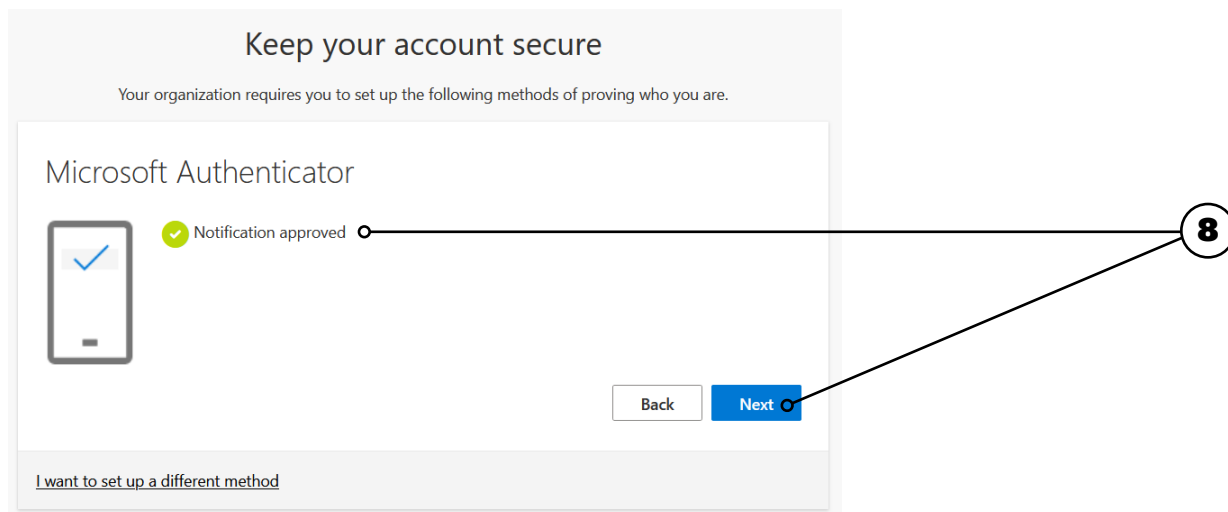 Keep your account secure
Your organization requires you to set up the following methods of proving who you are.
Microsoft Authenticator
Notification approved
8
Back
Next
I want to set up a different method